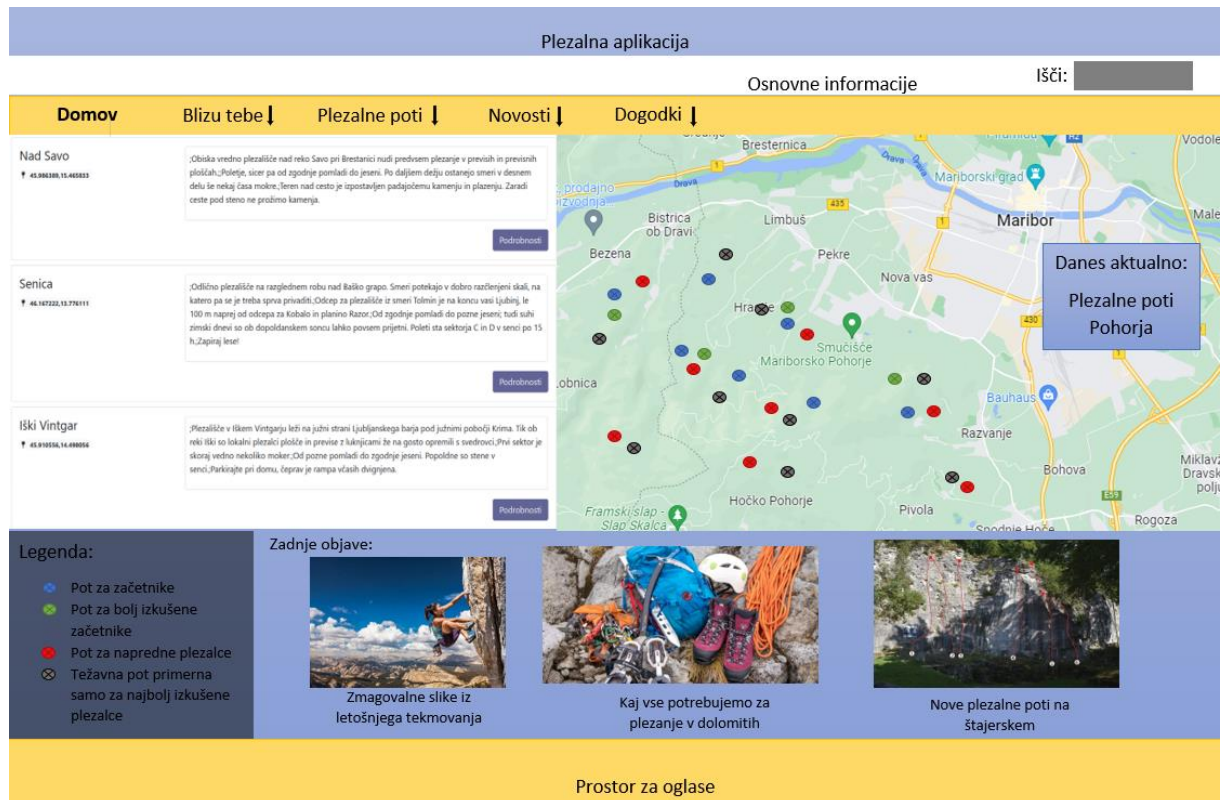 Plezalna aplikacija
Osnovne informacije
Išči:
Domov
Blizu tebe
Plezalne poti
Novosti
Dogodki
Nad Savo
45.986389,15.465833
;Obiska vredno plezališče nad reko Savo pri Brestanici nudi predvsem plezanje v previsih in previsnih
ploščah.;Poletje, sicer pa od zgodnje pomladi do jeseni. Po daljšem dežju ostanejo smeri v desnem
delu še nekaj časa mokre.;Teren nad cesto je izpostavljen padajočemu kamenju in plazenju. Zaradi
ceste pod steno ne prožimo kamenja.
Podrobnosti
Senica
46.167222,13.776111
;Odlično plezališče na razglednem robu nad Baško grapo. Smeri potekajo v dobro razčlenjeni skali, na
katero pa se je treba sprva privaditi;Odcep za plezališče iz smeri Tolmin je na koncu vasi Ljubinj, le
100 m naprej od odcepa za Kobalo in planino Razor.;Od zgodnje pomladi do pozne jeseni; tudi suhi
zimski dnevi so ob dopoldanskem soncu lahko povsem prijetni. Poleti sta sektorja C in D v senci po 15
h.;Zapiraj lese!
Podrobnosti
Iški Vintgar
45.910556,14.498056
;Plezališče v Iškem Vintgarju leži na južni strani Ljubljanskega barja pod južnimi pobočji Krima. Tik ob
reki Iški so lokalni plezalci plošče in previse z luknjicami že na gosto opremili s svedrovci.;Prvi sektor je
skoraj vedno nekoliko moker.;Od pozne pomladi do zgodnje jeseni. Popoldne so stene v
senci.;Parkirajte pri domu, čeprav je rampa včasih dvignjena.
Podrobnosti
Bresternica
H2
Vodole
Drava
1
Drava
Mariborski grad
prodajno
435
Bistrica
ob Dravi
Limbuš
1
Maribor
Bezena
Pekre
Nova vas
Danes aktualno:
Plezalne poti
Pohorja
430
1
Smučišče
Mariborsko Pohorje
Bauhaus
Razvanje
Bohova
E59
Hočko Pohorje
Pivola
Rogoza
Framski slap -
Slap Skalca
Legenda:
Pot za začetnike
Pot za bolj izkušene
začetnike
Pot za napredne plezalce
Težavna pot primerna
samo za najbolj izkušene
plezalce
Zadnje objave:
Zmagovalne slike iz
letošnjega tekmovanja
Kaj vse potrebujemo za
plezanje v dolomitih
Nove plezalne poti na
štajerskem
Prostor za oglase